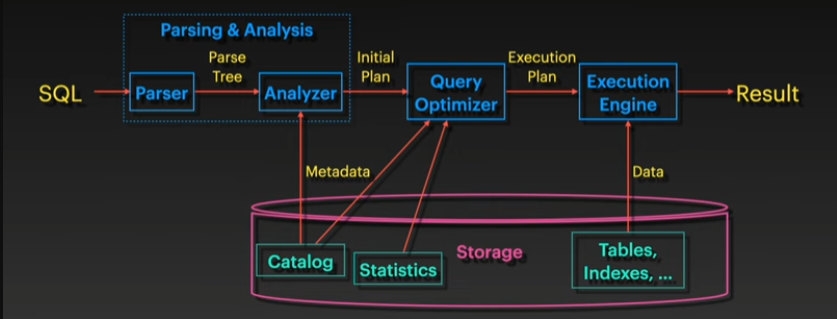 Parsing & Analysis
Parse
Tree
Initial
Plan
Execution
Plan
SQL
Parser
Analyzer
Query
Optimizer
Execution
Engine
Result
Metadata
Data
Catalog
Statistics
Storage
Tables,
Indexes, ...